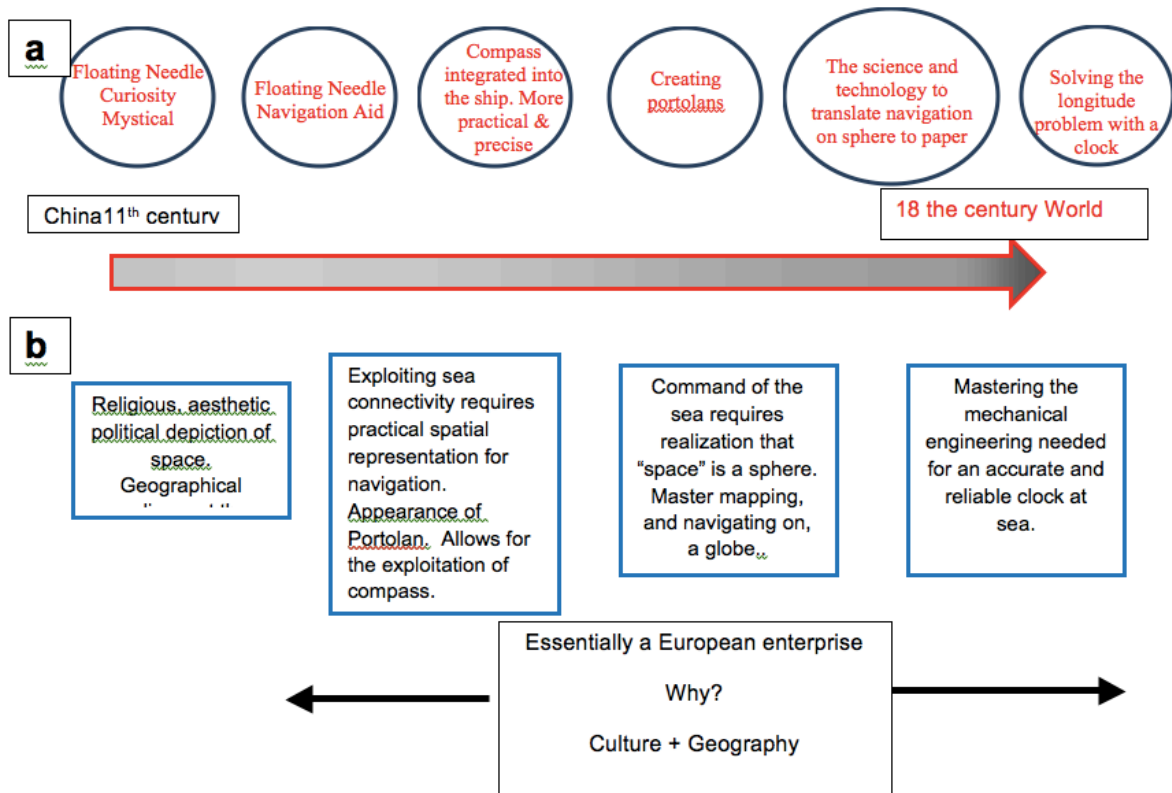 a
Floating Needle
Curiosity
Mystical
Floating Needle
Navigation Aid
Compass
integrated into
the ship. More
practical &
precise
Creating
portolans
The science and
technology to
translate navigation
on sphere to paper
Solving the
longitude
problem with a
clock
China11th century
18 the century World
b
Religious, aesthetic
political depiction of
space.
Geographical
Exploiting sea
connectivity requires
practical spatial
representation for
navigation.
Appearance of
Portolan. Allows for
the exploitation of
compass.
Command of the
sea requires
realization that
“space” is a sphere.
Master mapping,
and navigating on,
a globe,.
Mastering the
mechanical
engineering needed
for an accurate and
reliable clock at
sea.
Essentially a European enterprise
Why?
Culture + Geography